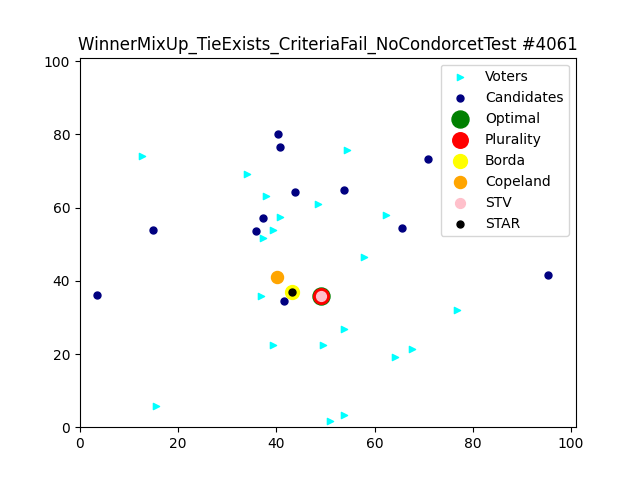 WinnerMixUp_TieExists_CriteriaFail_NoCondorcetTest #4061
100
80
60
40
20
0
0
20
40
60
80
100
Voters
Candidates
Optimal
Plurality
Borda
Copeland
STV
STAR